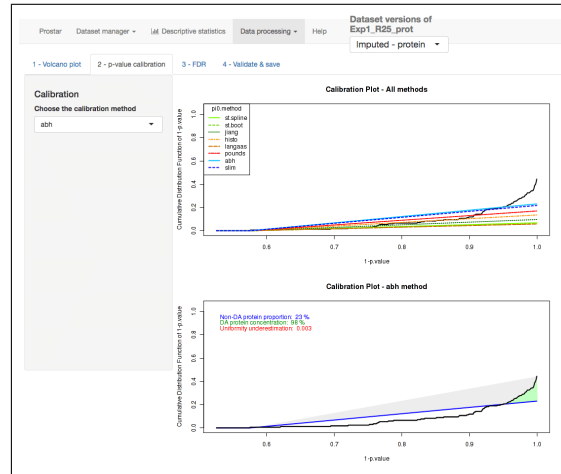 Prostar
Dataset manager
Descriptive statistics
Data processing
Help
Dataset versions of
Exp1_R25_prot
Imputed - protein
1 - Volcano plot
2 - p-value calibration
3 - FDR
4 - Validate & save
Calibration
Choose the calibration method
abh
Calibration Plot - All methods
Cumulative Distribution Function of 1-p.value
1.0
0.8
0.6
0.4
0.2
0.0
pi0.method
st.spline
st.boot
jiang
histo
langaas
pounds
abh
slim
0.6
0.7
0.8
0.9
1.0
1-p.value
Calibration Plot - abh method
Cumulative Distribution Function of 1-p.value
1.0
0.8
0.6
0.4
0.2
0.0
Non-DA protein proportion: 23 %
DA protein concentration: 98 %
Uniformity underestimation: 0.003
0.6
0.7
0.8
0.9
1.0
1-p.value